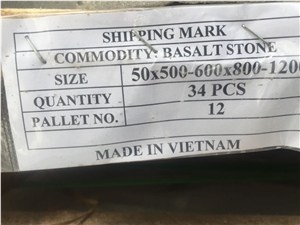 SHIPPING MARK
COMMODITY: BASALT STONE
SIZE 50x500-600x800-1200
QUANTITY 34 PCS
PALLET NO. 12
MADE IN VIETNAM